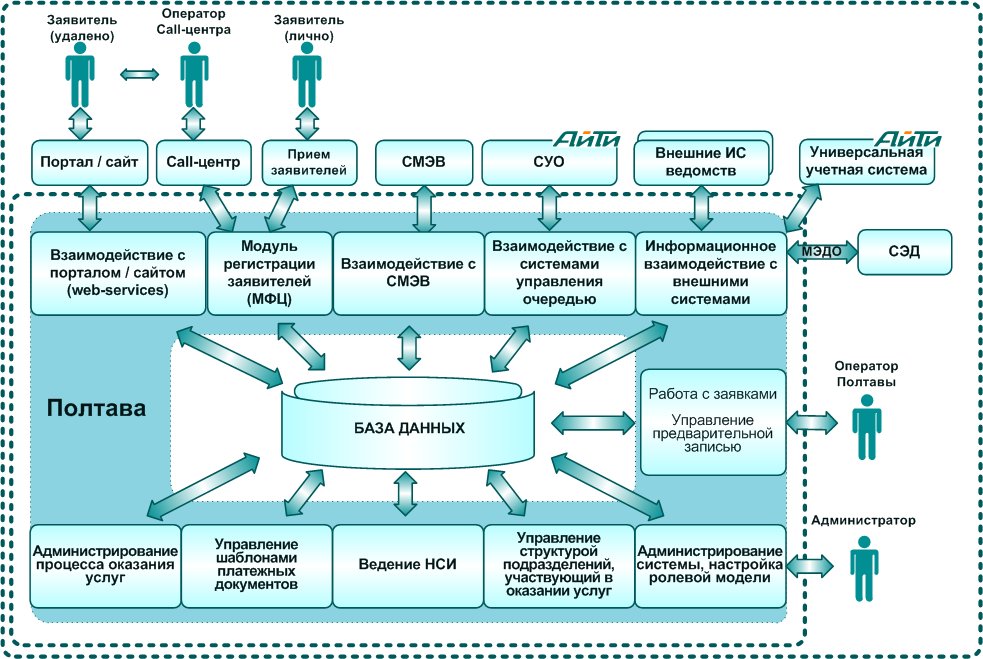 Заявитель
(удалено)
Оператор
Call-центра
Заявитель
(лично)
Портал / сайт
Call-центр
Прием
заявителей
СМЭВ
АйТи
СУО
Внешние ИС
ведомств
АйТи
Универсальная
учетная система
Взаимодействие с
порталом / сайтом
(web-services)
Модуль
регистрации
заявителей
(МФЦ)
Взаимодействие с
СМЭВ
Взаимодействие с
системами
управления
очередью
Информационное
взаимодействие с
внешними
системами
МЭДО
СЭД
Полтава
БАЗА ДАННЫХ
Работа с заявками
Управление
предварительной
записью
Оператор
Полтавы
Администрирование
процесса оказания
услуг
Управление
шаблонами
платежных
документов
Ведение НСИ
Управление
структурой
подразделений,
участвующий в
оказании услуг
Администрирование
системы, настройка
ролевой модели
Администратор